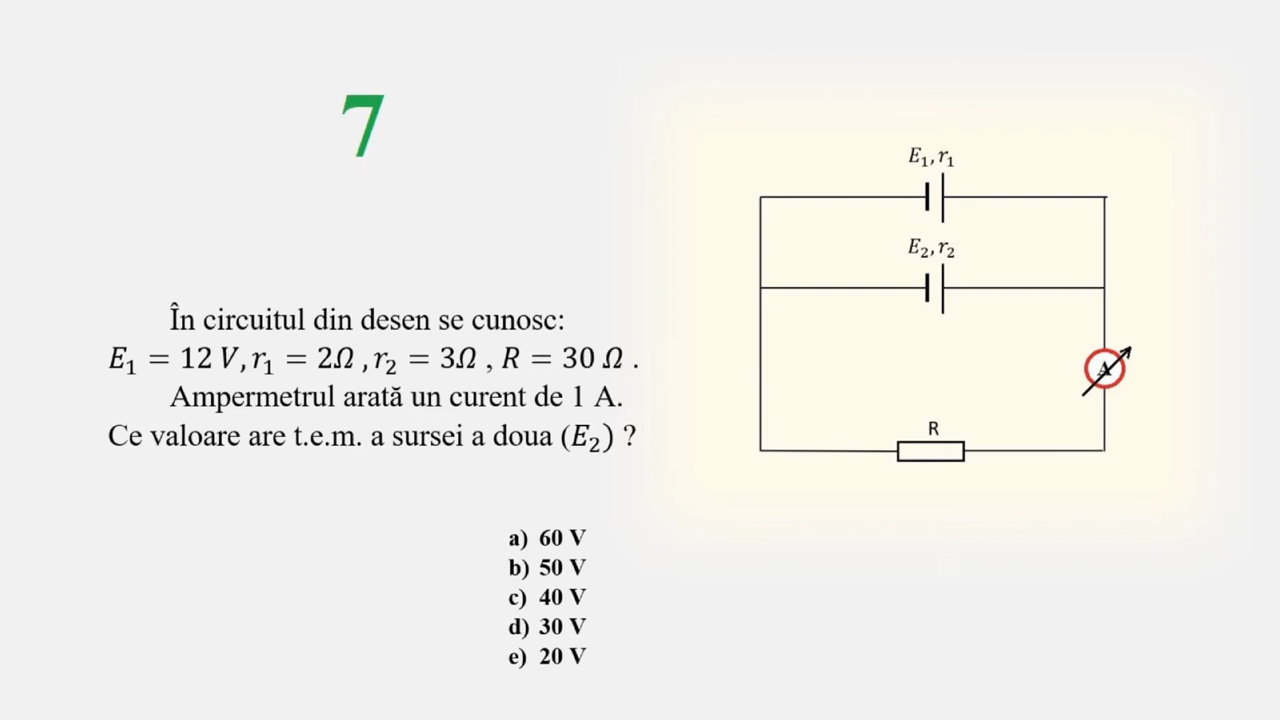 7
În circuitul din desen se cunosc:
E₁ = 12 V, r₁ = 2Ω , r₂ = 3Ω , R = 30 Ω .
Ampermetrul arată un curent de 1 A.
Ce valoare are t.e.m. a sursei a doua (E₂) ?
a) 60 V
b) 50 V
c) 40 V
d) 30 V
e) 20 V
E₁, r₁
E₂, r₂
A
R